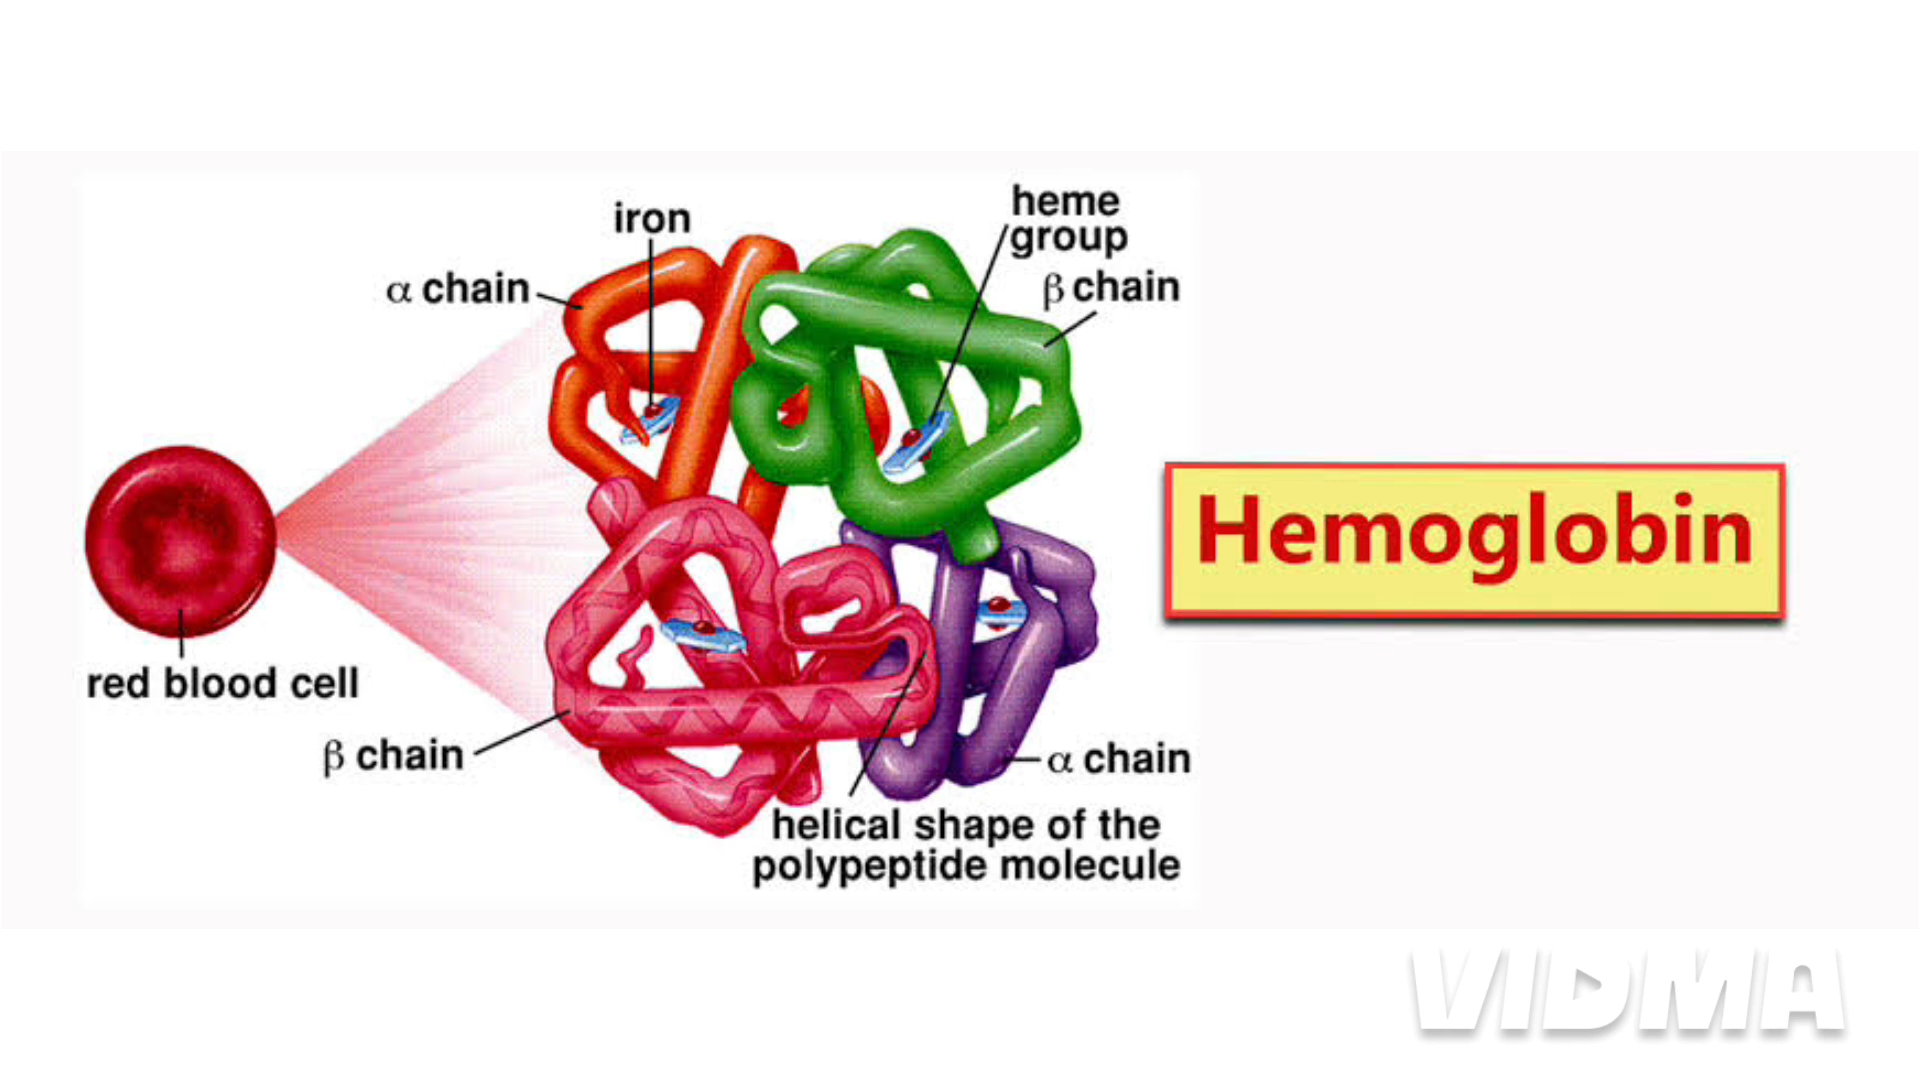 iron
heme
group
α chain
β chain
Hemoglobin
red blood cell
β chain
α chain
helical shape of the
polypeptide molecule
VIDMA